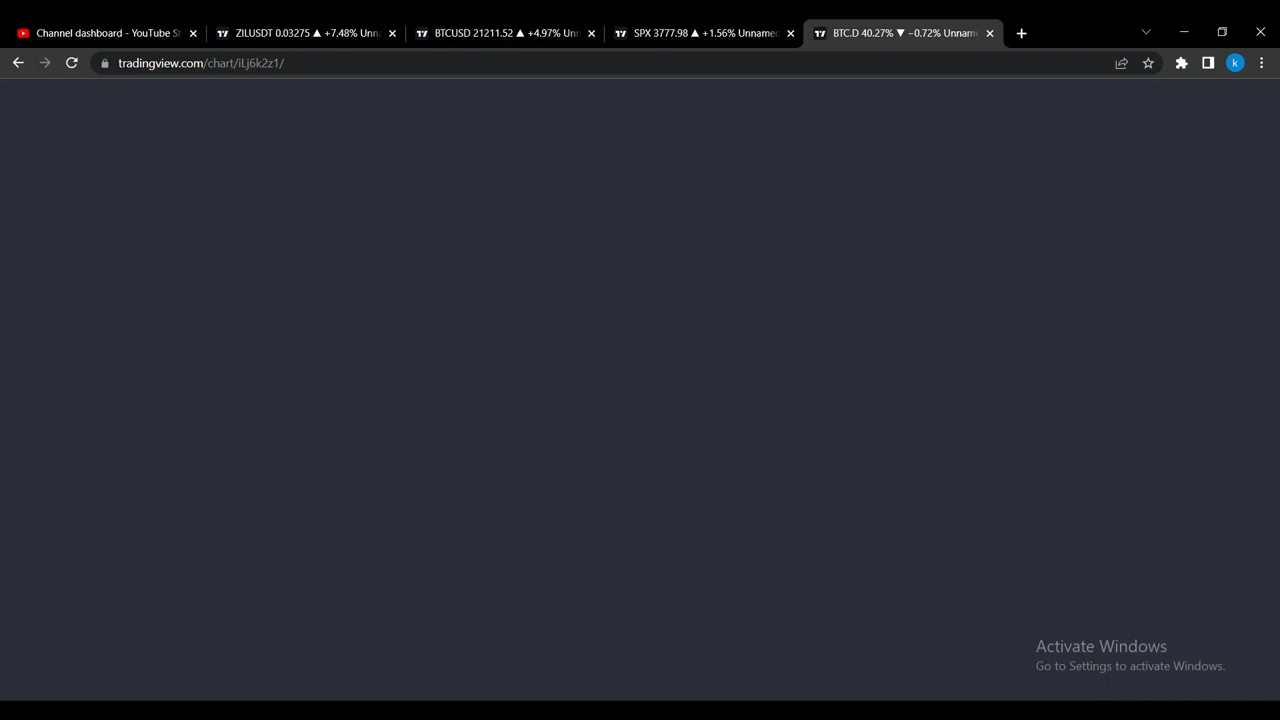 Channel dashboard - YouTube St
ZILUSDT 0.03275 ▲ +7.48% Unna
BTCUSD 21211.52 ▲ +4.97% Unn
SPX 3777.98 ▲ +1.56% Unnamed
BTC.D 40.27% ▼ −0.72% Unnam
tradingview.com/chart/iLj6k2z1/
k
Activate Windows
Go to Settings to activate Windows.